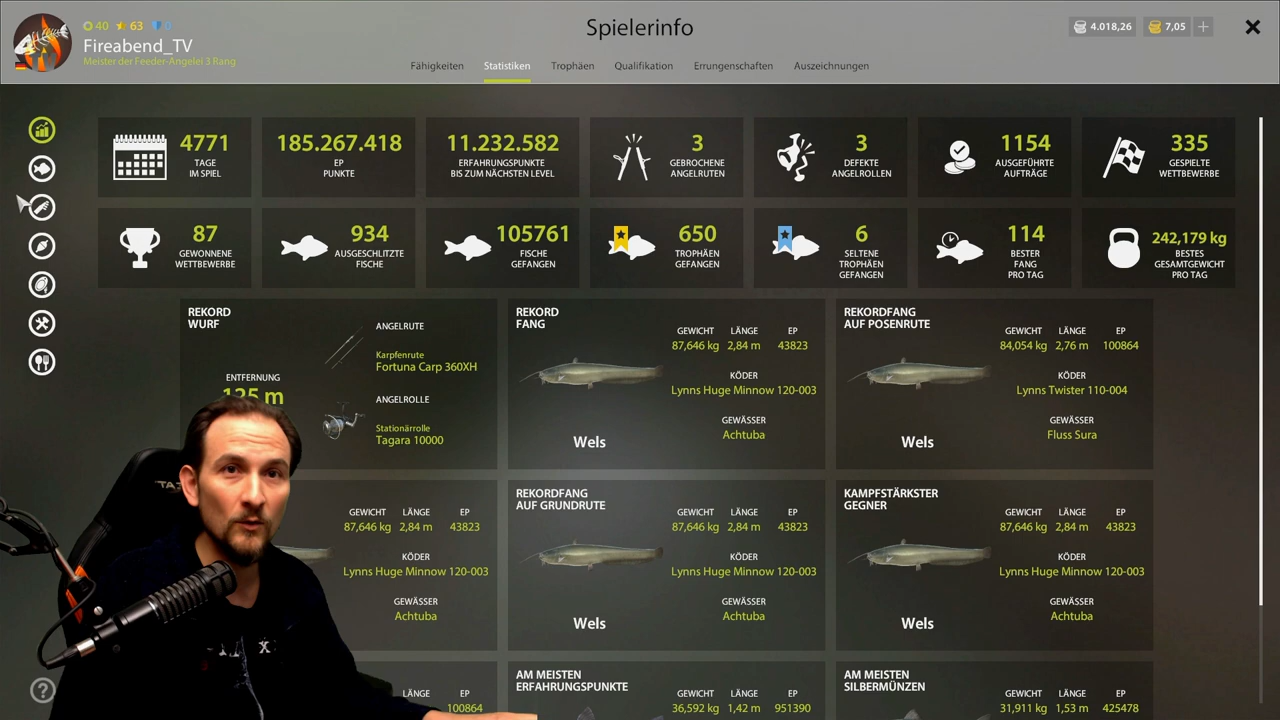 40 63 0
Fireabend_TV
Meister der Feeder-Angelei 3 Rang
Spielerinfo
4.018,26 7,05 +
Fähigkeiten Statistiken Trophäen Qualifikation Errungenschaften Auszeichnungen
4771
TAGE
IM SPIEL
185.267.418
EP
PUNKTE
11.232.582
ERFAHRUNGSPUNKTE
BIS ZUM NÄCHSTEN LEVEL
3
GEBROCHENE
ANGELRUTEN
3
DEFEKTE
ANGELROLLEN
1154
AUSGEFÜHRTE
AUFTRÄGE
335
GESPIELTE
WETTBEWERBE
87
GEWONNENE
WETTBEWERBE
934
AUSGESCHLITZTE
FISCHE
105761
FISCHE
GEFANGEN
650
TROPHÄEN
GEFANGEN
6
SELTENE
TROPHÄEN
GEFANGEN
114
BESTER
FANG
PRO TAG
242,179 kg
BESTES
GESAMTGEWICHT
PRO TAG
REKORD
WURF
ENTFERNUNG
125 m
ANGELRUTE
Karpfenrute
Fortuna Carp 360XH
ANGELROLLE
Stationärrolle
Tagara 10000
REKORD
FANG
GEWICHT LÄNGE EP
87,646 kg 2,84 m 43823
KÖDER
Lynns Huge Minnow 120-003
GEWÄSSER
Achtuba
Wels
REKORDFANG
AUF POSENRUTE
GEWICHT LÄNGE EP
84,054 kg 2,76 m 100864
KÖDER
Lynns Twister 110-004
GEWÄSSER
Fluss Sura
Wels
GEWICHT LÄNGE EP
87,646 kg 2,84 m 43823
KÖDER
Lynns Huge Minnow 120-003
GEWÄSSER
Achtuba
REKORDFANG
AUF GRUNDRUTE
GEWICHT LÄNGE EP
87,646 kg 2,84 m 43823
KÖDER
Lynns Huge Minnow 120-003
GEWÄSSER
Achtuba
Wels
KAMPFSTÄRKSTER
GEGNER
GEWICHT LÄNGE EP
87,646 kg 2,84 m 43823
KÖDER
Lynns Huge Minnow 120-003
GEWÄSSER
Achtuba
Wels
LÄNGE EP
100864
AM MEISTEN
ERFAHRUNGSPUNKTE
GEWICHT LÄNGE EP
36,592 kg 1,42 m 951390
AM MEISTEN
SILBERMÜNZEN
GEWICHT LÄNGE EP
31,911 kg 1,53 m 425478
?